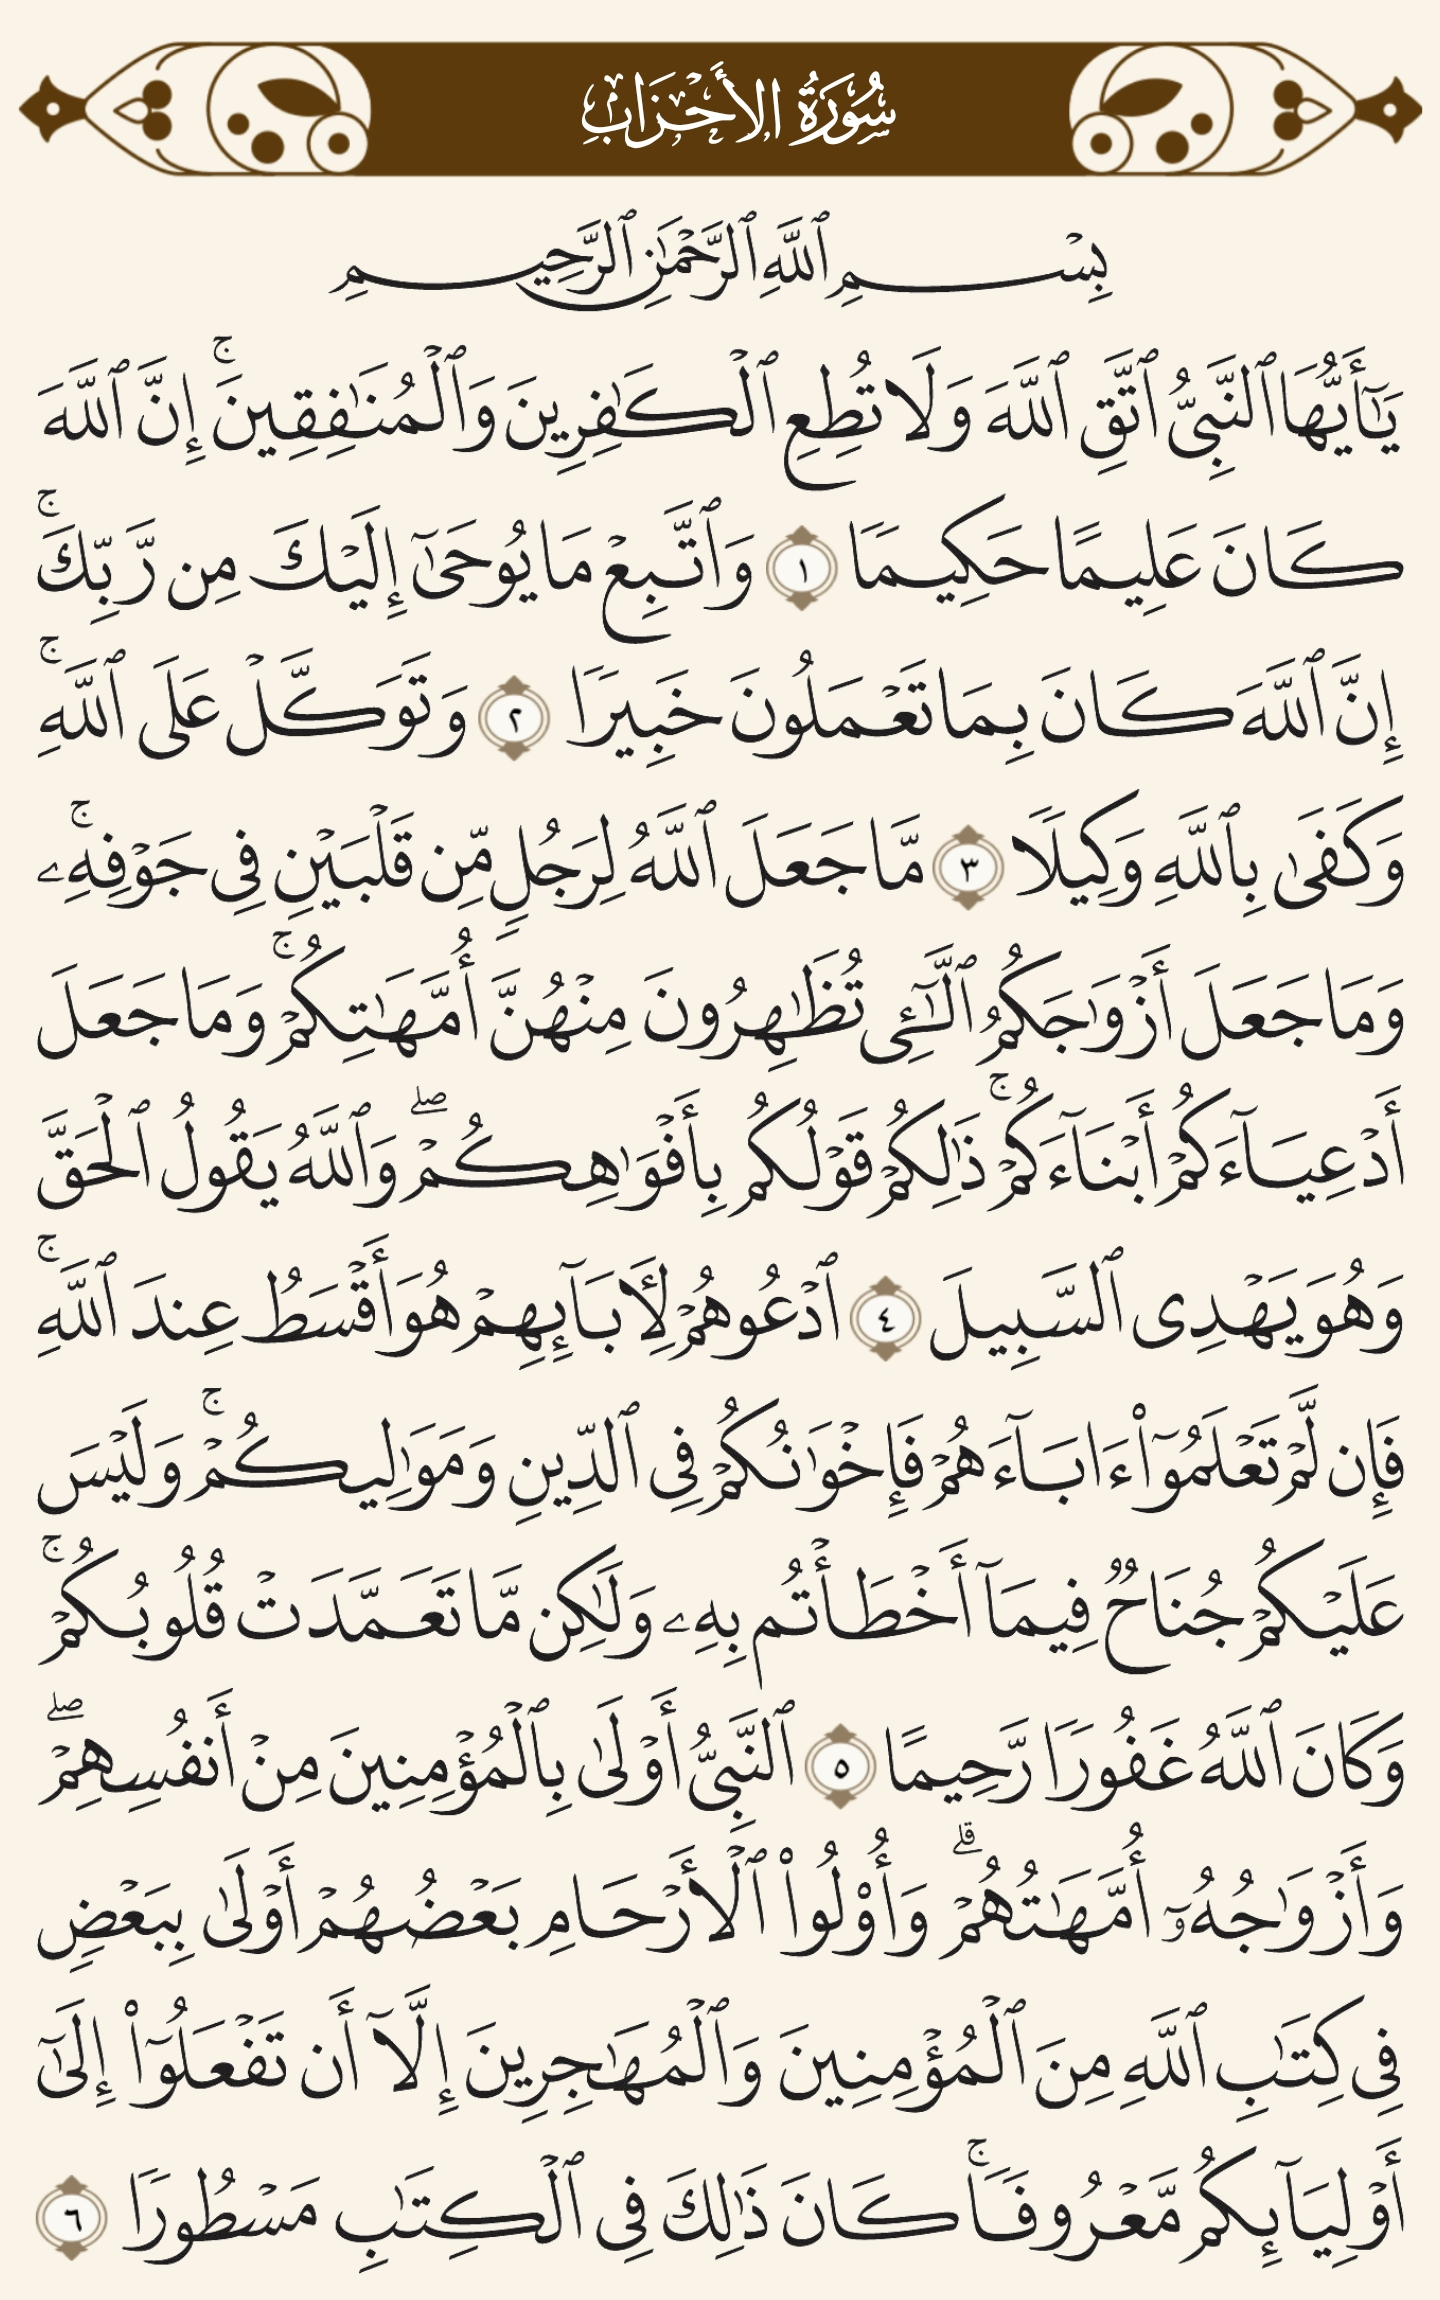 سُورَةُ الأَحْزَابِ
بِسْمِ ٱللَّهِ ٱلرَّحْمَٰنِ ٱلرَّحِيمِ
يَٰٓأَيُّهَا ٱلنَّبِىُّ ٱتَّقِ ٱللَّهَ وَلَا تُطِعِ ٱلْكَٰفِرِينَ وَٱلْمُنَٰفِقِينَ ۚ إِنَّ ٱللَّهَ
كَانَ عَلِيمًا حَكِيمًا ١ وَٱتَّبِعْ مَا يُوحَىٰٓ إِلَيْكَ مِن رَّبِّكَ ۚ
إِنَّ ٱللَّهَ كَانَ بِمَا تَعْمَلُونَ خَبِيرًا ٢ وَتَوَكَّلْ عَلَى ٱللَّهِ ۚ
وَكَفَىٰ بِٱللَّهِ وَكِيلًا ٣ مَّا جَعَلَ ٱللَّهُ لِرَجُلٍ مِّن قَلْبَيْنِ فِى جَوْفِهِۦ ۚ
وَمَا جَعَلَ أَزْوَٰجَكُمُ ٱلَّٰٓـِٔى تُظَٰهِرُونَ مِنْهُنَّ أُمَّهَٰتِكُمْ ۚ وَمَا جَعَلَ
أَدْعِيَآءَكُمْ أَبْنَآءَكُمْ ۚ ذَٰلِكُمْ قَوْلُكُم بِأَفْوَٰهِكُمْ ۖ وَٱللَّهُ يَقُولُ ٱلْحَقَّ
وَهُوَ يَهْدِى ٱلسَّبِيلَ ٤ ٱدْعُوهُمْ لِـَٔابَآئِهِمْ هُوَ أَقْسَطُ عِندَ ٱللَّهِ ۚ
فَإِن لَّمْ تَعْلَمُوٓا۟ ءَابَآءَهُمْ فَإِخْوَٰنُكُمْ فِى ٱلدِّينِ وَمَوَٰلِيكُمْ ۚ وَلَيْسَ
عَلَيْكُمْ جُنَاحٌ فِيمَآ أَخْطَأْتُم بِهِۦ وَلَٰكِن مَّا تَعَمَّدَتْ قُلُوبُكُمْ ۚ
وَكَانَ ٱللَّهُ غَفُورًا رَّحِيمًا ٥ ٱلنَّبِىُّ أَوْلَىٰ بِٱلْمُؤْمِنِينَ مِنْ أَنفُسِهِمْ ۖ
وَأَزْوَٰجُهُۥٓ أُمَّهَٰتُهُمْ ۗ وَأُو۟لُوا۟ ٱلْأَرْحَامِ بَعْضُهُمْ أَوْلَىٰ بِبَعْضٍ
فِى كِتَٰبِ ٱللَّهِ مِنَ ٱلْمُؤْمِنِينَ وَٱلْمُهَٰجِرِينَ إِلَّآ أَن تَفْعَلُوٓا۟ إِلَىٰٓ
أَوْلِيَآئِكُم مَّعْرُوفًا ۚ كَانَ ذَٰلِكَ فِى ٱلْكِتَٰبِ مَسْطُورًا ٦